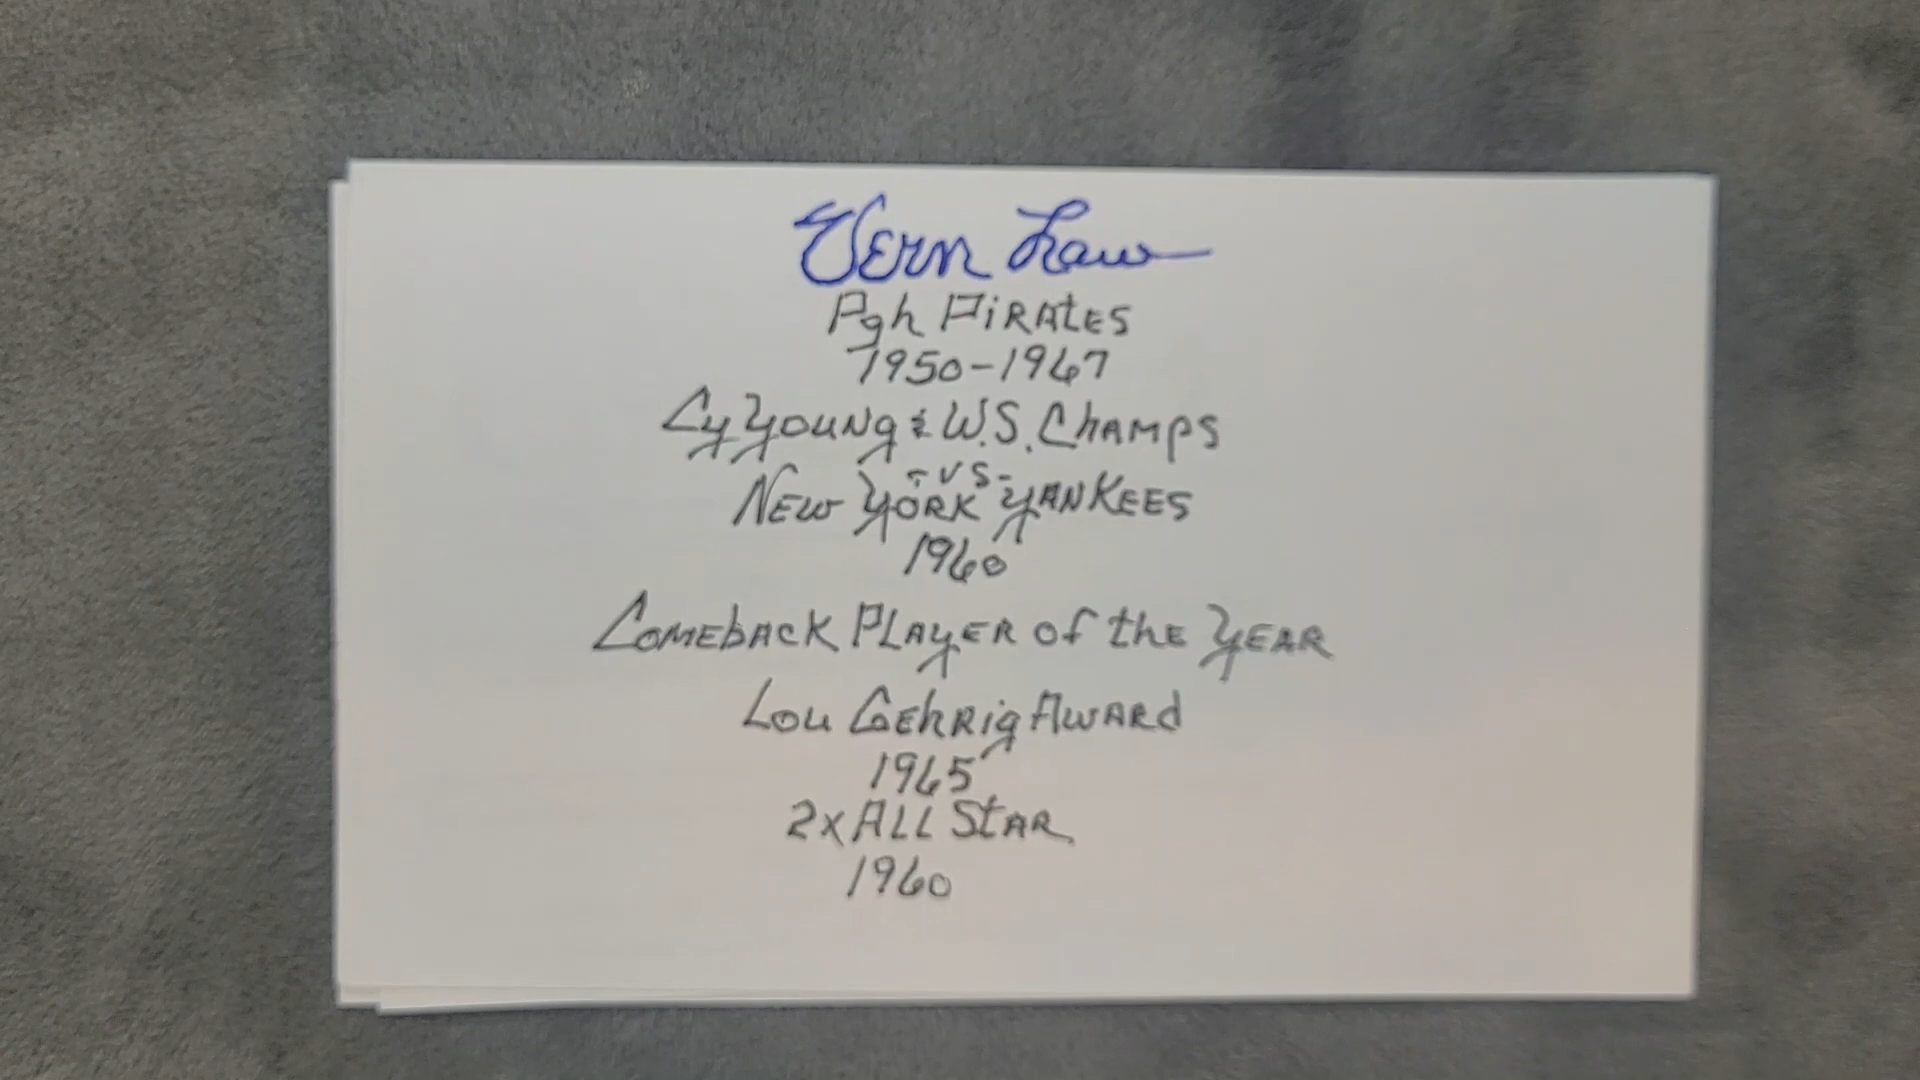 Vern Law
Pgh PiRAtES
1950-1967
Cy Young & W.S. Champs
-VS-
NEW YORK YANKEES
1960
Comeback Player of the Year
Lou Gehrig Award
1965
2x All Star
1960